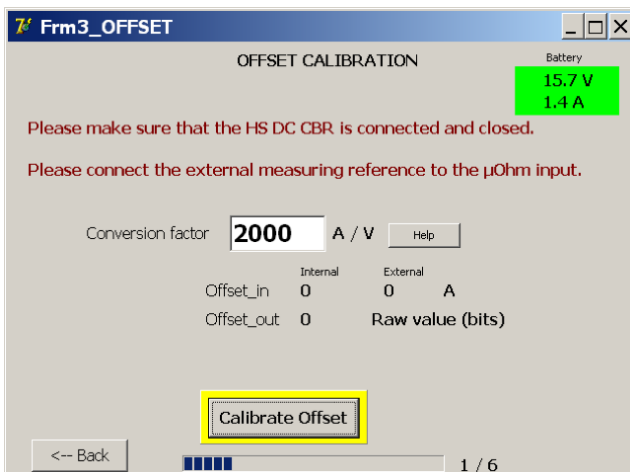 Frm3_OFFSET
OFFSET CALIBRATION
Battery
15.7 V
1.4 A
Please make sure that the HS DC CBR is connected and closed.
Please connect the external measuring reference to the µOhm input.
Conversion factor 2000 A / V Help
Internal External
Offset_in 0 0 A
Offset_out 0 Raw value (bits)
Calibrate Offset
<-- Back 1 / 6